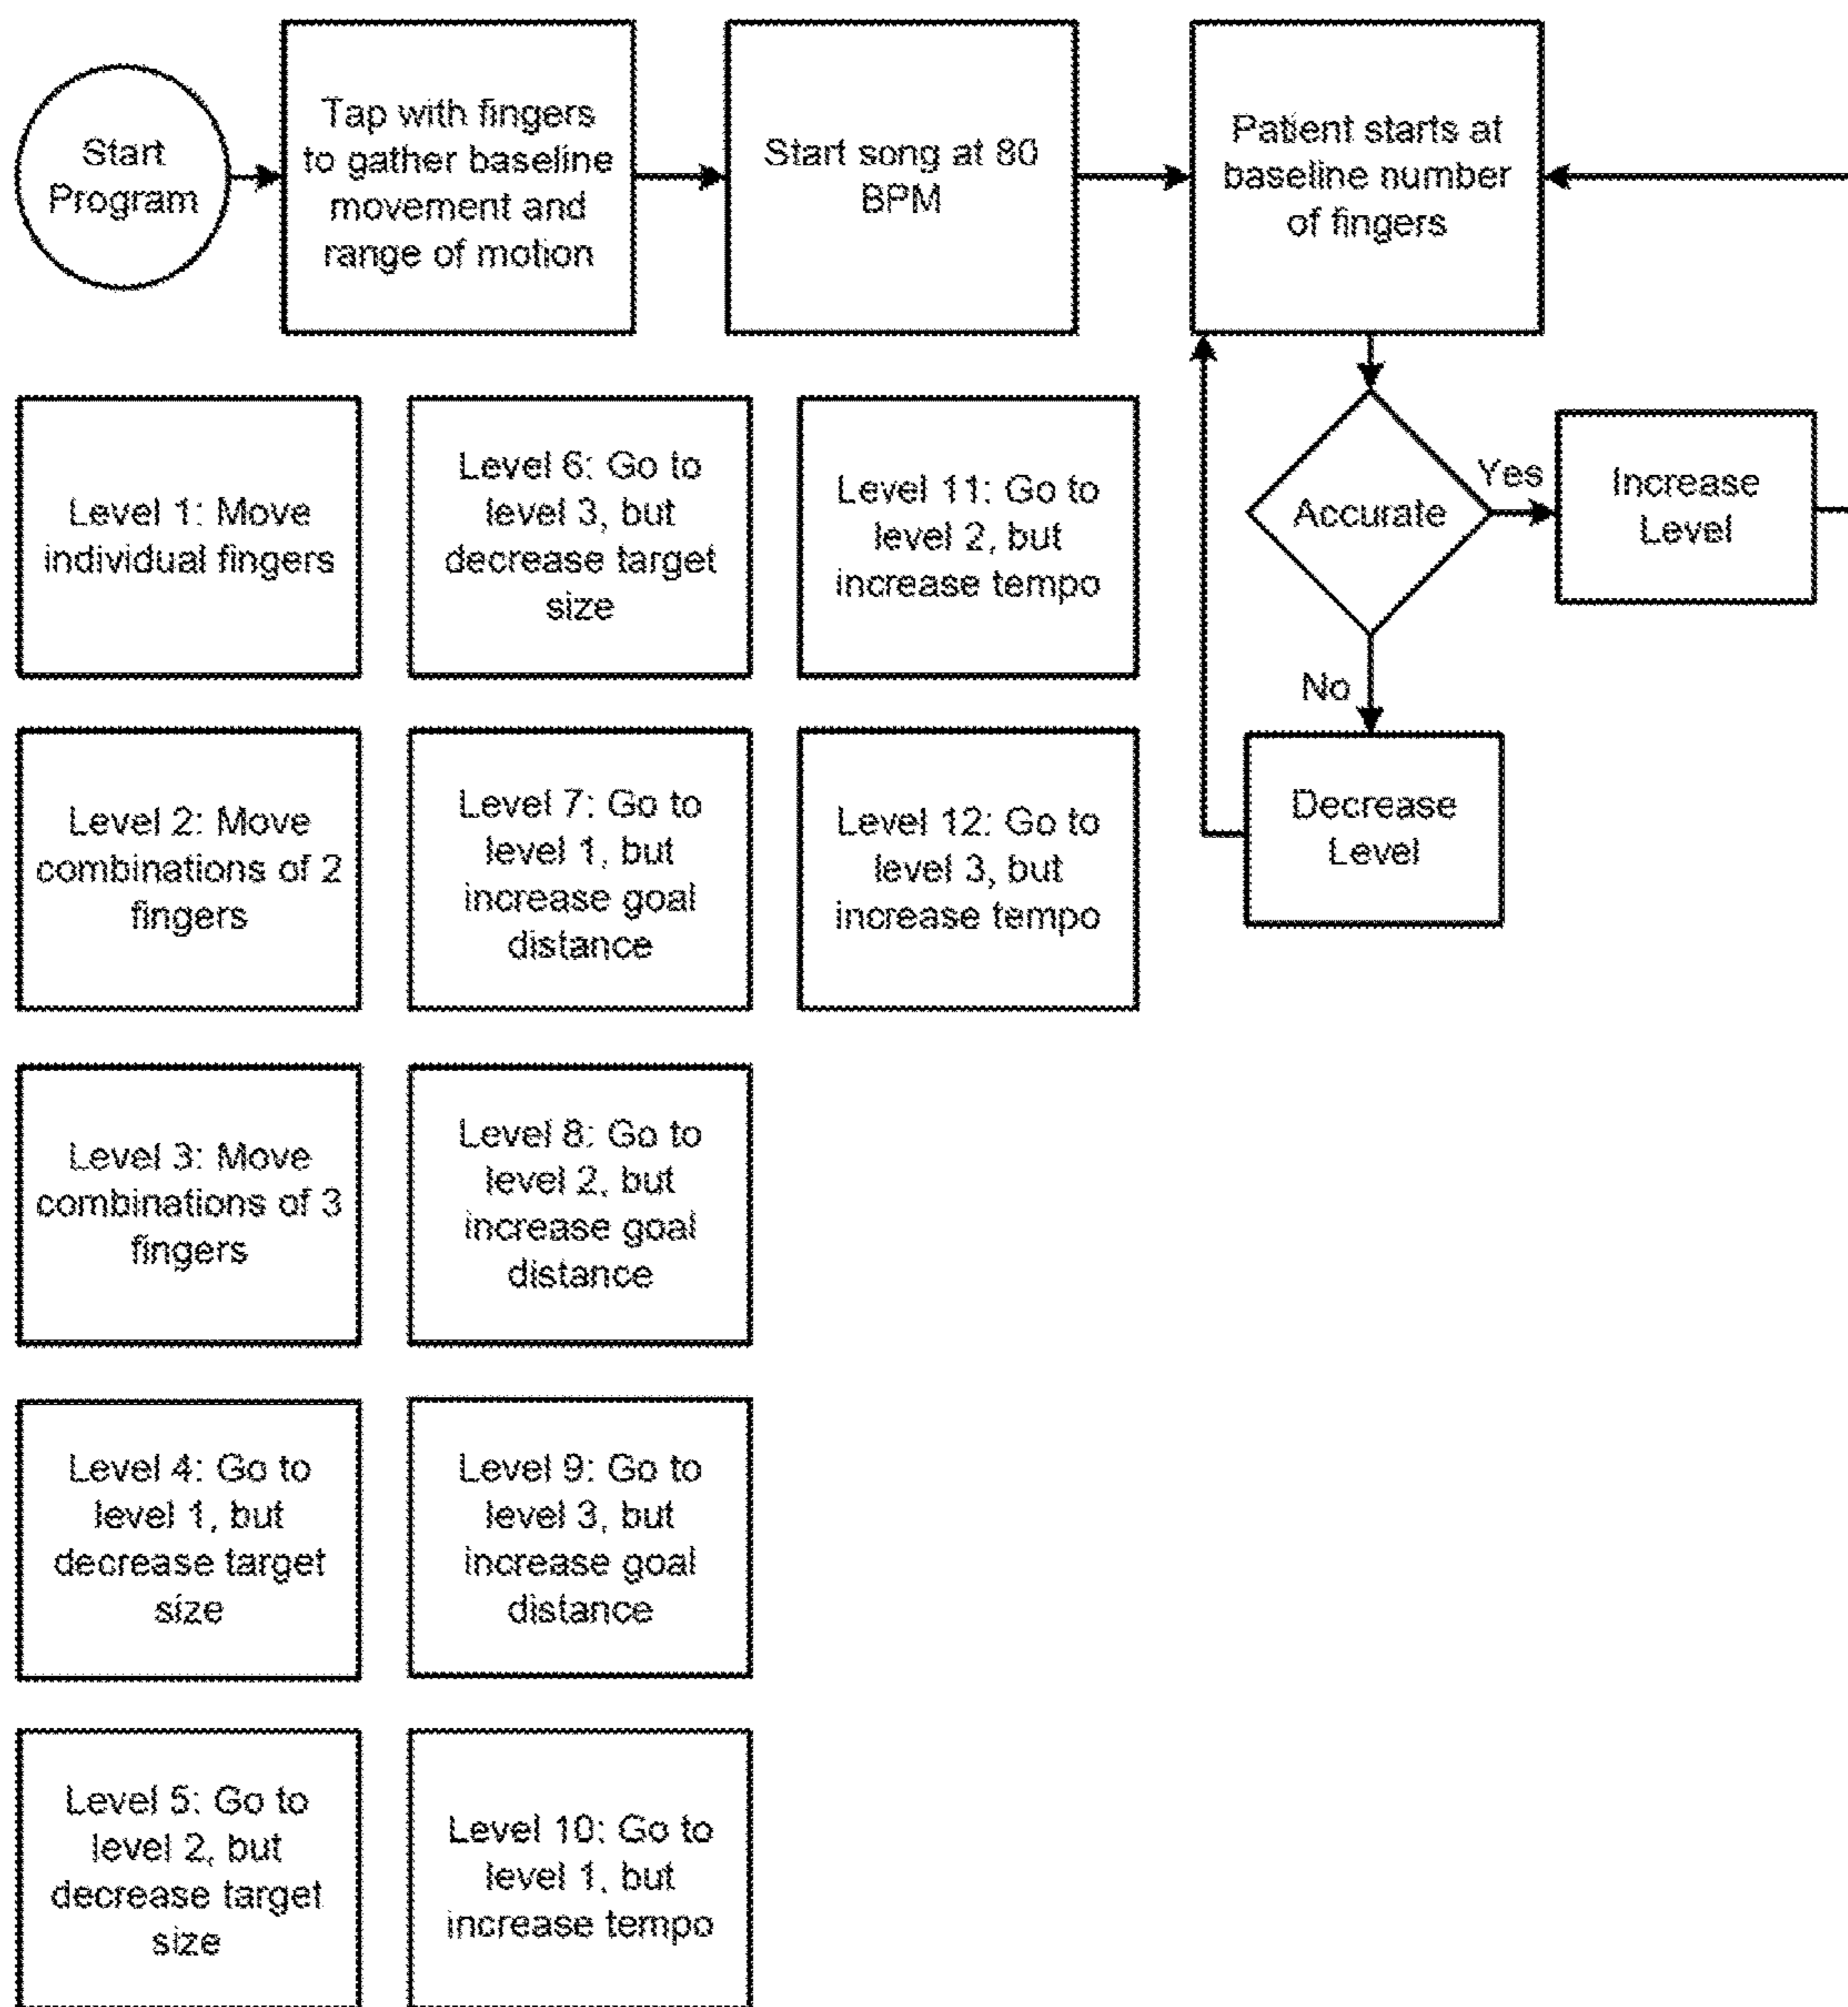 Start
Program
Tap with fingers
to gather baseline
movement and
range of motion
Start song at 80
BPM
Patient starts at
baseline number
of fingers
Accurate
Yes
Increase
Level
No
Decrease
Level
Level 1: Move
individual fingers
Level 2: Move
combinations of 2
fingers
Level 3: Move
combinations of 3
fingers
Level 4: Go to
level 1, but
decrease target
size
Level 5: Go to
level 2, but
decrease target
size
Level 6: Go to
level 3, but
decrease target
size
Level 7: Go to
level 1, but
increase goal
distance
Level 8: Go to
level 2, but
increase goal
distance
Level 9: Go to
level 3, but
increase goal
distance
Level 10: Go to
level 1, but
increase tempo
Level 11: Go to
level 2, but
increase tempo
Level 12: Go to
level 3, but
increase tempo